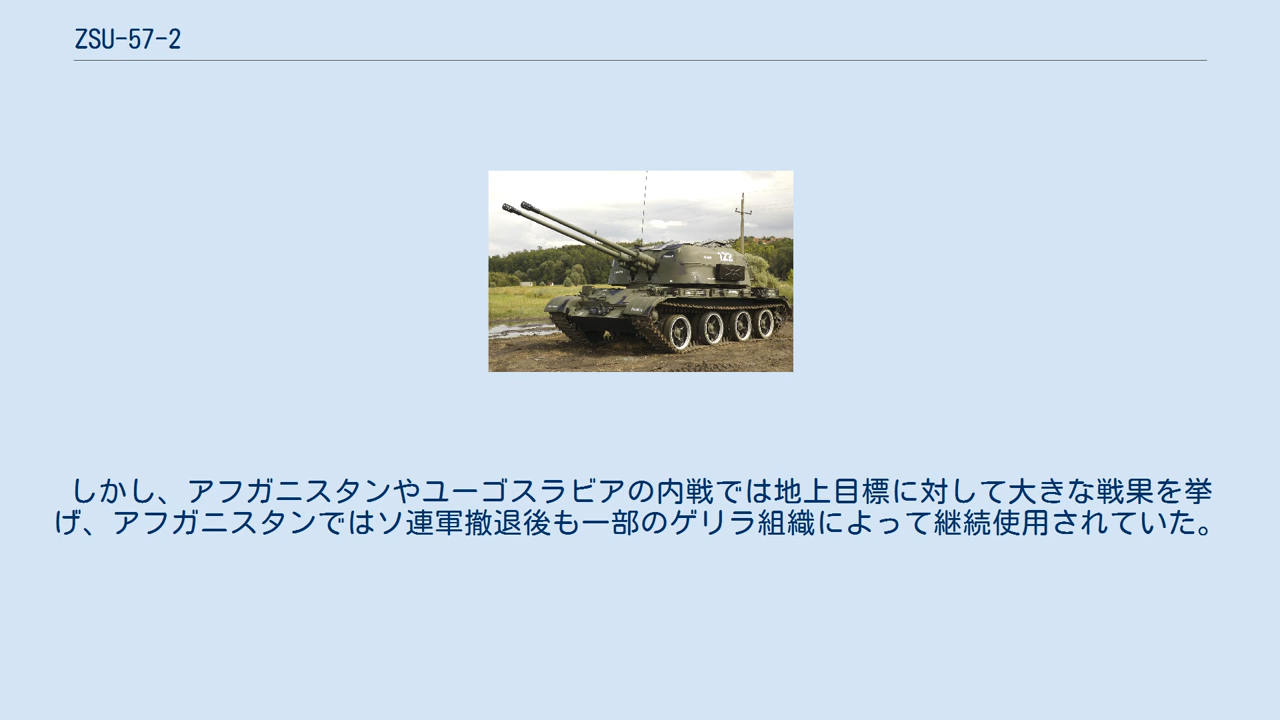 ZSU-57-2
122
しかし、アフガニスタンやユーゴスラビアの内戦では地上目標に対して大きな戦果を挙
げ、アフガニスタンではソ連軍撤退後も一部のゲリラ組織によって継続使用されていた。